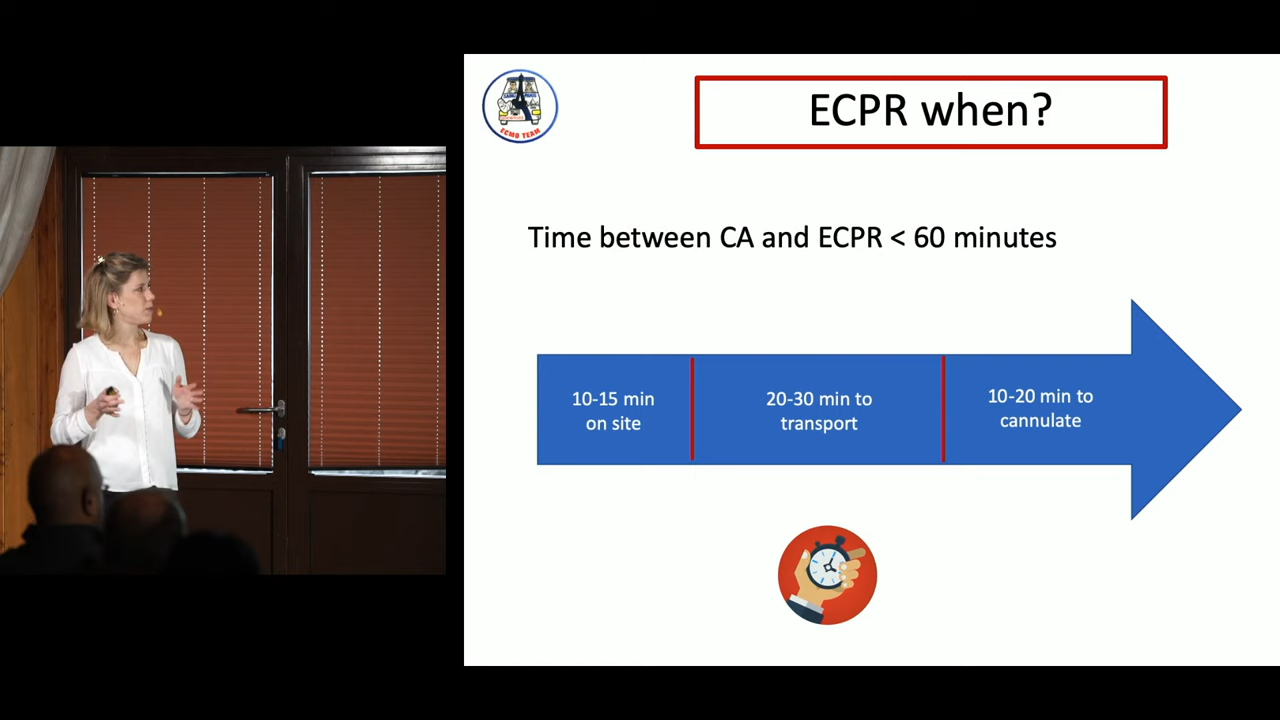 ECPR when?
ECMO TEAM
Time between CA and ECPR < 60 minutes
10-15 min
on site
20-30 min to
transport
10-20 min to
cannulate